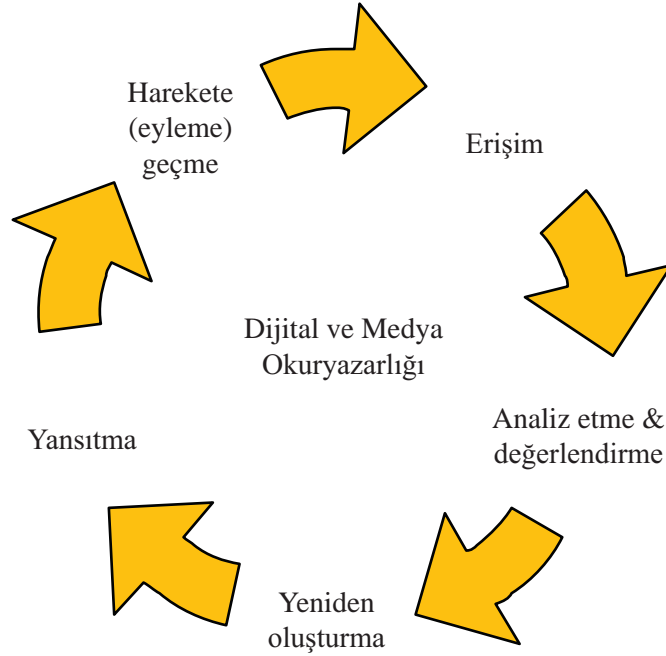 Harekete
(eyleme)
geçme
Erişim
Dijital ve Medya
Okuryazarlığı
Analiz etme &
değerlendirme
Yansıtma
Yeniden
oluşturma